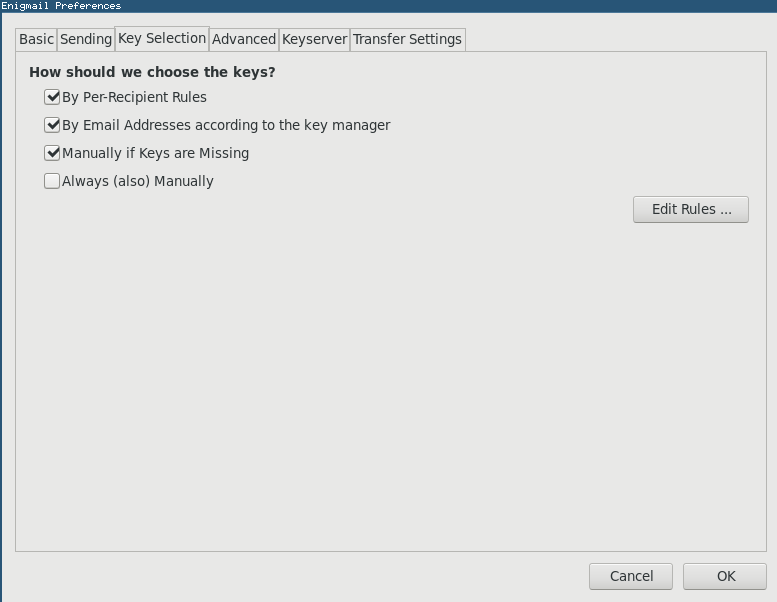 Enigmail Preferences
Basic Sending Key Selection Advanced Keyserver Transfer Settings
How should we choose the keys?
By Per-Recipient Rules
By Email Addresses according to the key manager
Manually if Keys are Missing
Always (also) Manually
Edit Rules ...
Cancel OK